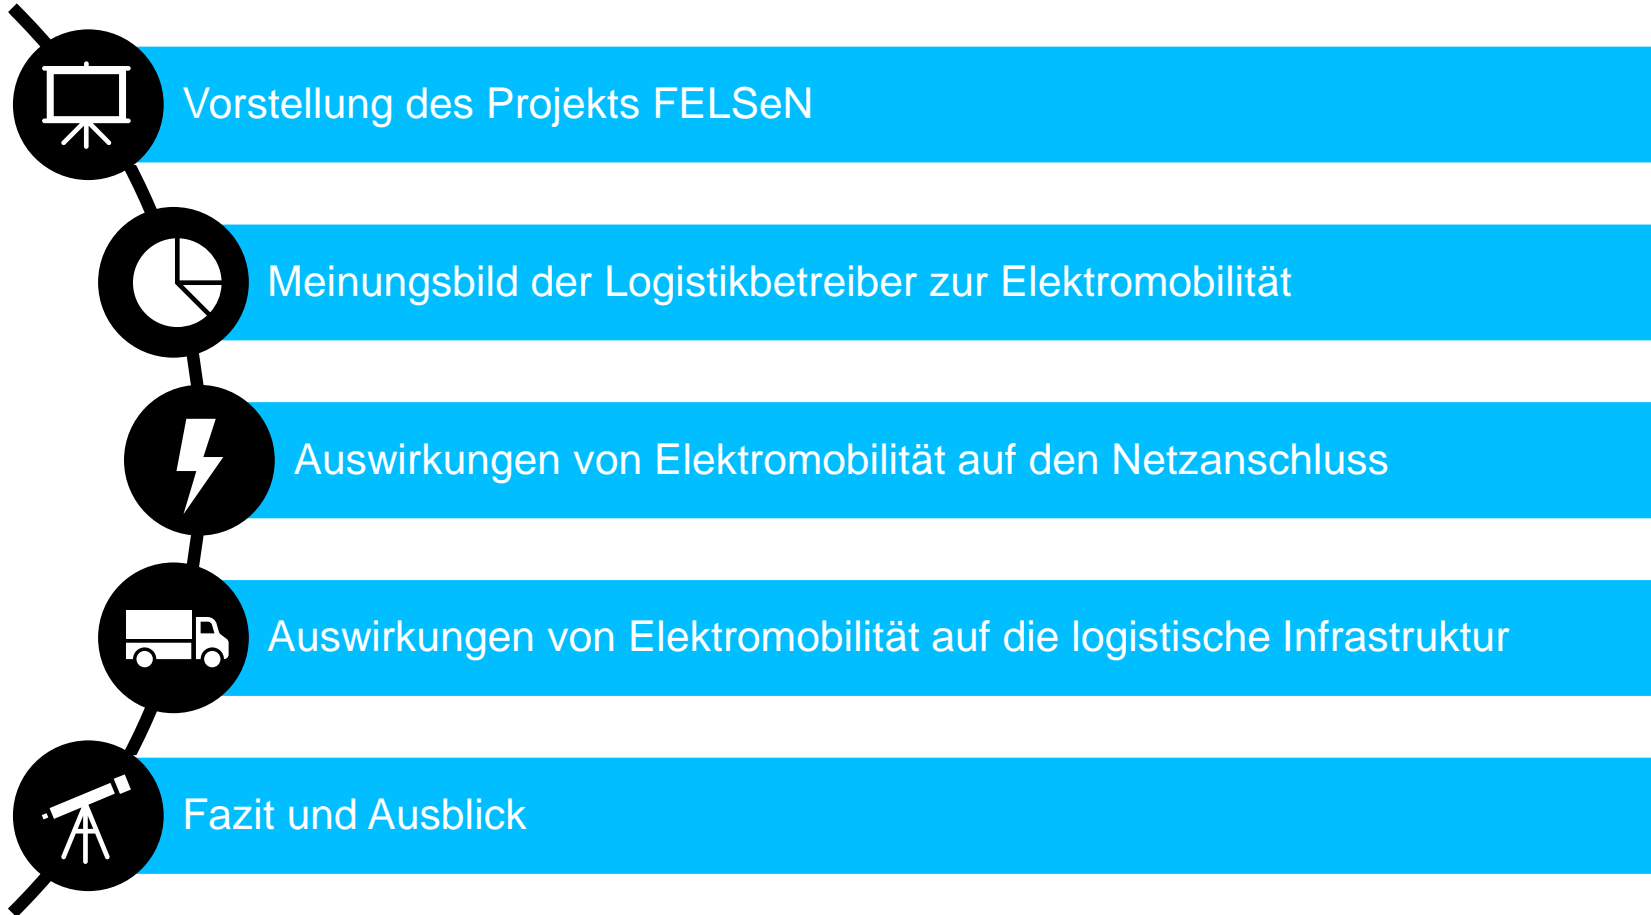 Vorstellung des Projekts FELSeN
Meinungsbild der Logistikbetreiber zur Elektromobilität
Auswirkungen von Elektromobilität auf den Netzanschluss
Auswirkungen von Elektromobilität auf die logistische Infrastruktur
Fazit und Ausblick